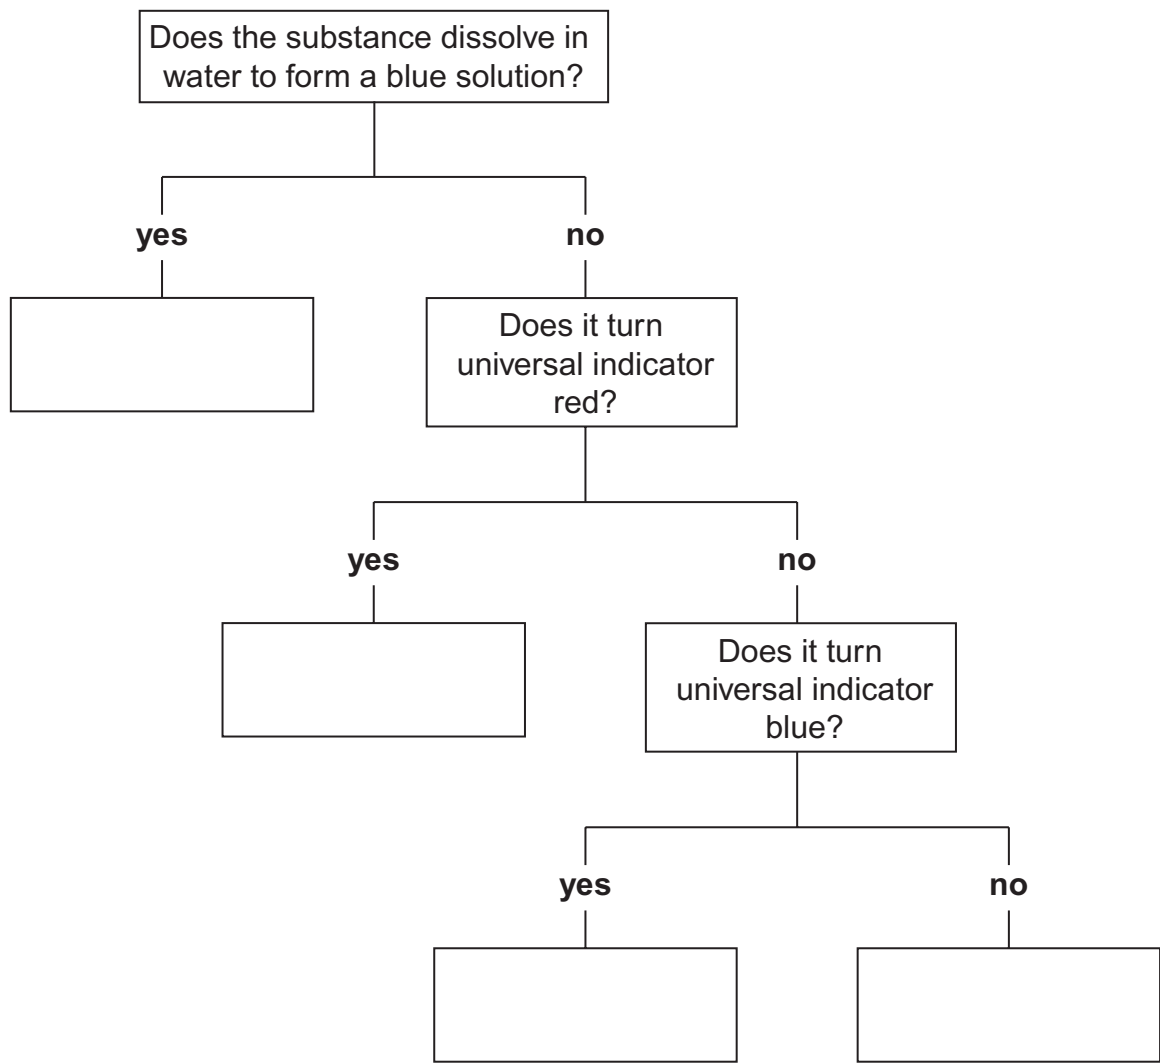 Does the substance dissolve in
water to form a blue solution?
yes
no
Does it turn
universal indicator
red?
yes
no
Does it turn
universal indicator
blue?
yes
no